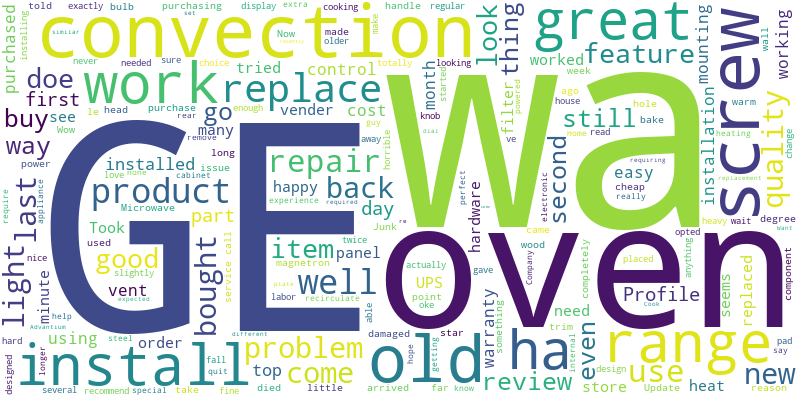 told
exactly
bulb
purchasing
display
extra
handle
regular
cooking
similar
set
make
installing
Now
made
older
display
choice
totally
looking
purchased
convection
great
look
thing
feature
mounting
screw
wall
working
never
needed
sure
purchase
worked
week
started
powered
work
replace
tried
control
knob
dial
month
filter
ago
house
hole
bake
warm
heating
quality
change
doe
first
buy
see
Wow
le
head
rear
enough
guy
go
vender
cost
many
long
away
horrible
ve
home
read
still
requiring
replacement
way
power
installed
remove
issue
repair
GE
wa
oven
second
easy
cheap
really
electronic
installation
degree
wait
heavy
opted
last
love
none
Microwave
cabinet
product
happy
back
experience
required
day
Junk
re
perfect
hardware
came
wood
anything
require
appliance
Took
used
part
item
twice
panel
gave
Company
placed
completely
Profile
component
light
nice
good
slightly
vent
bought
service call
magnetron
well
actually
UPS
point
oke
something
seems
replaced
minute
expected
plate
labor
recirculate
able
warranty
need
trim
internal
Cook
Want
help
Advantium
using
steel
order
different
damaged
star
hard
install
problem
old
ha
even
range
pad
say
designed
longer
fall
quit
top
come
hope
getting
review
design
use
new
several
recommend
special
take
died
fine
little
arrived
far
know
store
Update
heat
reason